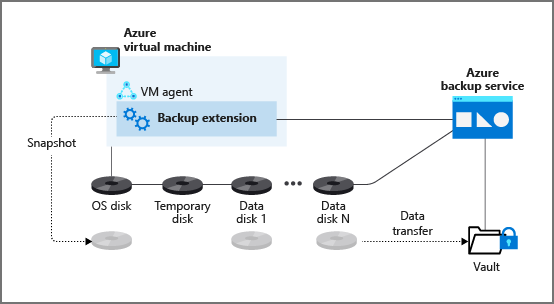 Azure
virtual machine
VM agent
Backup extension
Snapshot
Azure
backup service
OS disk
Temporary
disk
Data
disk 1
Data
disk N
Data
transfer
Vault